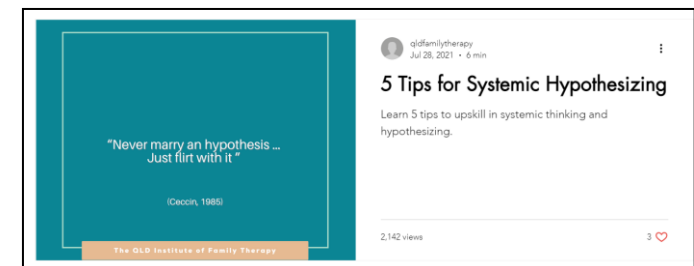 "Never marry an hypothesis ...
Just flirt with it "
(Ceccin, 1985)
The QLD Institute of Family Therapy
qldfamilytherapy
Jul 28, 2021 • 6 min
5 Tips for Systemic Hypothesizing
Learn 5 tips to upskill in systemic thinking and
hypothesizing.
2,142 views
3